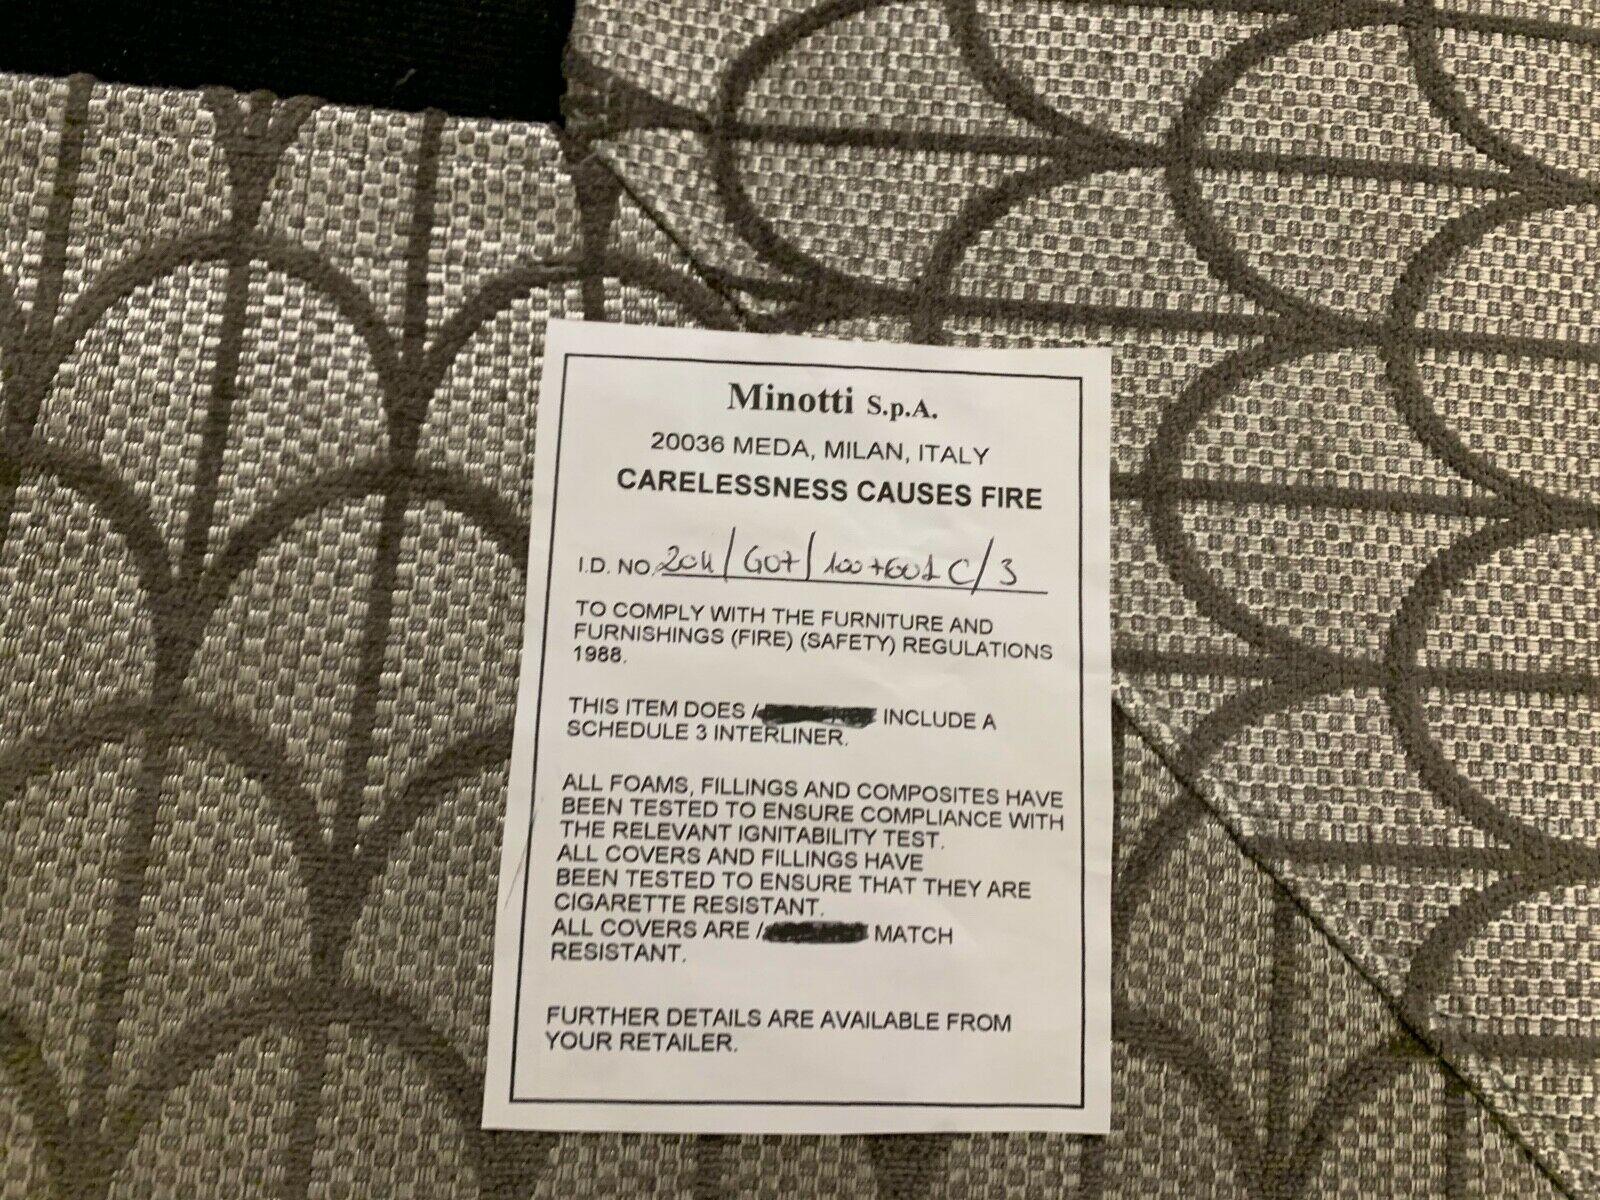 Minotti S.p.A.
20036 MEDA, MILAN, ITALY
CARELESSNESS CAUSES FIRE
I.D. NO. 204/G07/100+601C/3
TO COMPLY WITH THE FURNITURE AND
FURNISHINGS (FIRE) (SAFETY) REGULATIONS
1988.
THIS ITEM DOES / INCLUDE A
SCHEDULE 3 INTERLINER.
ALL FOAMS, FILLINGS AND COMPOSITES HAVE
BEEN TESTED TO ENSURE COMPLIANCE WITH
THE RELEVANT IGNITABILITY TEST.
ALL COVERS AND FILLINGS HAVE
BEEN TESTED TO ENSURE THAT THEY ARE
CIGARETTE RESISTANT.
ALL COVERS ARE / MATCH
RESISTANT.
FURTHER DETAILS ARE AVAILABLE FROM
YOUR RETAILER.